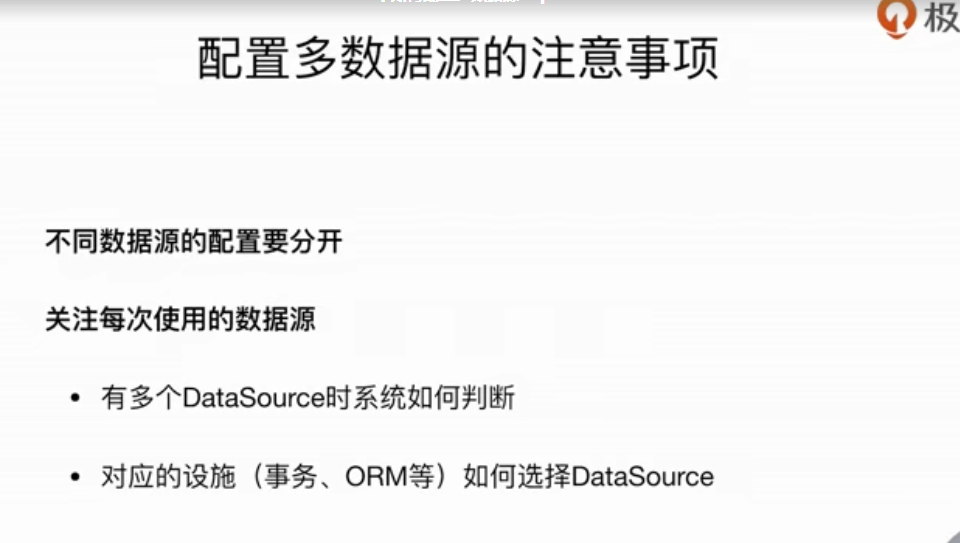 极
配置多数据源的注意事项
不同数据源的配置要分开
关注每次使用的数据源
• 有多个DataSource时系统如何判断
• 对应的设施（事务、ORM等）如何选择DataSource